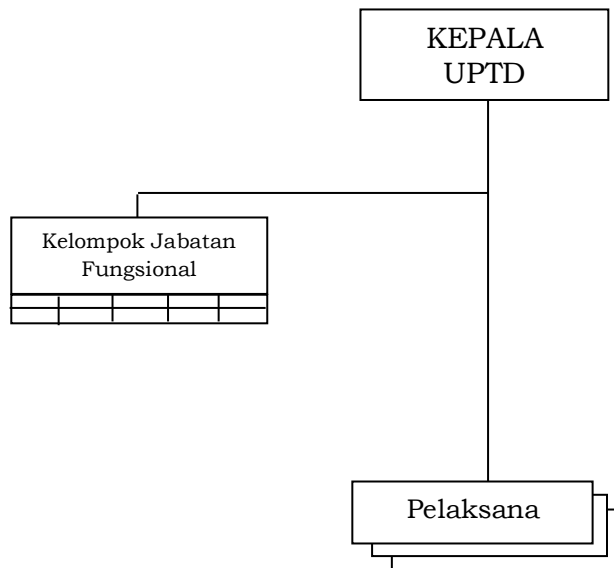 KEPALA
UPTD
Kelompok Jabatan
Fungsional
Pelaksana